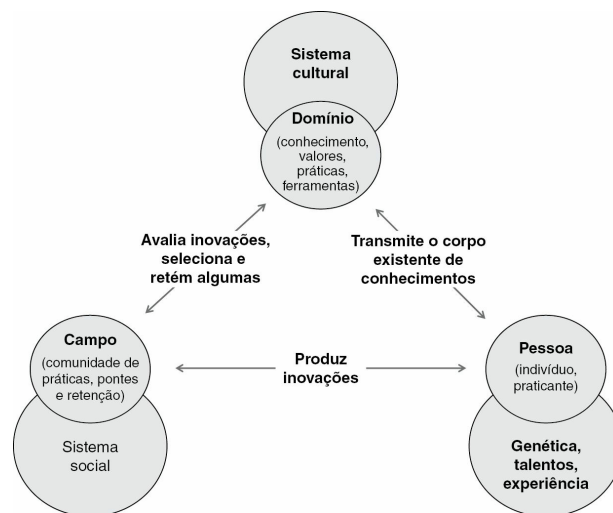 Sistema
cultural
Domínio
(conhecimento,
valores,
práticas,
ferramentas)
Avalia inovações,
seleciona e
retém algumas
Transmite o corpo
existente de
conhecimentos
Campo
(comunidade de
práticas, pontes
e retenção)
Sistema
social
Produz
inovações
Pessoa
(indivíduo,
praticante)
Genética,
talentos,
experiência